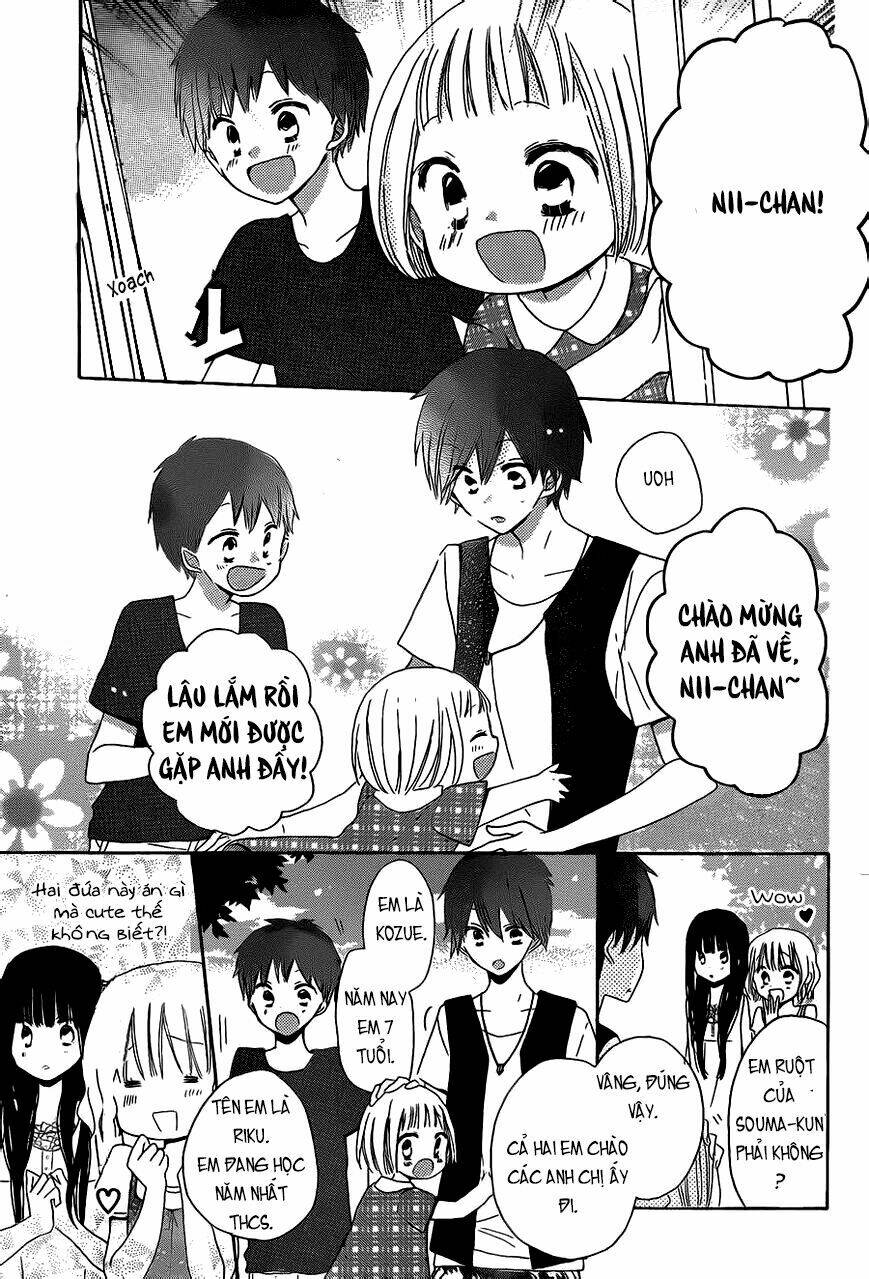 NII-CHAN!
Xoạch
UOH
CHÀO MỪNG
ANH ĐÃ VỀ,
NII-CHAN~
LÂU LẮM RỒI
EM MỚI ĐƯỢC
GẶP ANH ĐẤY!
Wow
EM RUỘT
CỦA
SOUMA-KUN
PHẢI KHÔNG
?
VÂNG, ĐÚNG
VẬY.
CẢ HAI EM CHÀO
CÁC ANH CHỊ ẤY
ĐI.
EM LÀ
KOZUE.
NĂM NAY
EM 7
TUỔI.
TÊN EM LÀ
RIKU.
EM ĐANG HỌC
NĂM NHẤT
THCS.
Hai đứa này ăn gì
mà cute thế
không biết?!